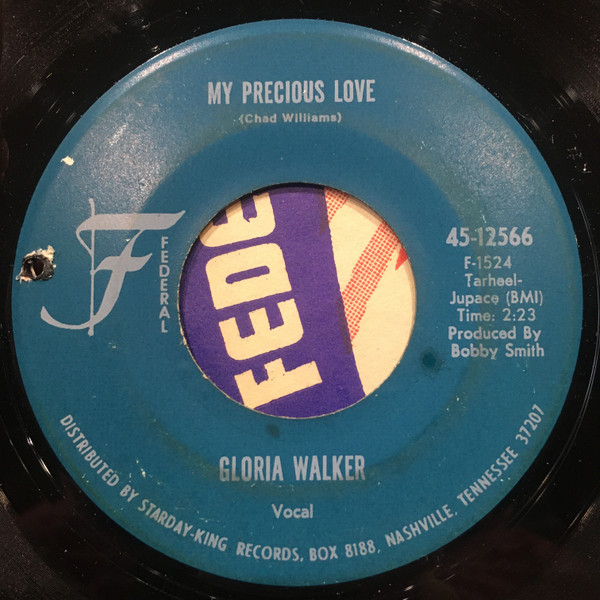 MY PRECIOUS LOVE
(Chad Williams)
F
FEDERAL
45-12566
F-1524
Tarheel-
Jupace (BMI)
Time: 2:23
Produced By
Bobby Smith
FEDE
GLORIA WALKER
Vocal
DISTRIBUTED BY STARDAY-KING RECORDS, BOX 8188, NASHVILLE, TENNESSEE 37207